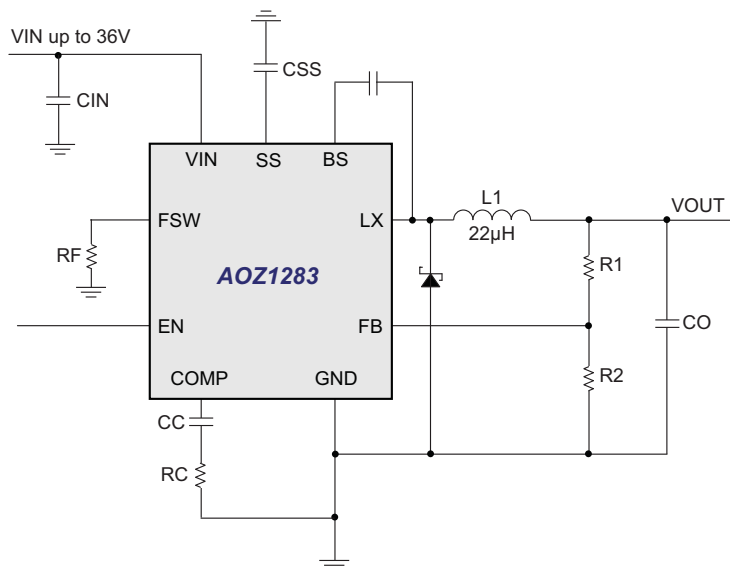 VIN up to 36V
CSS
CIN
VIN
SS
BS
L1
FSW
LX
VOUT
22µH
RF
R1
AOZ1283
EN
FB
CO
COMP
GND
R2
CC
RC